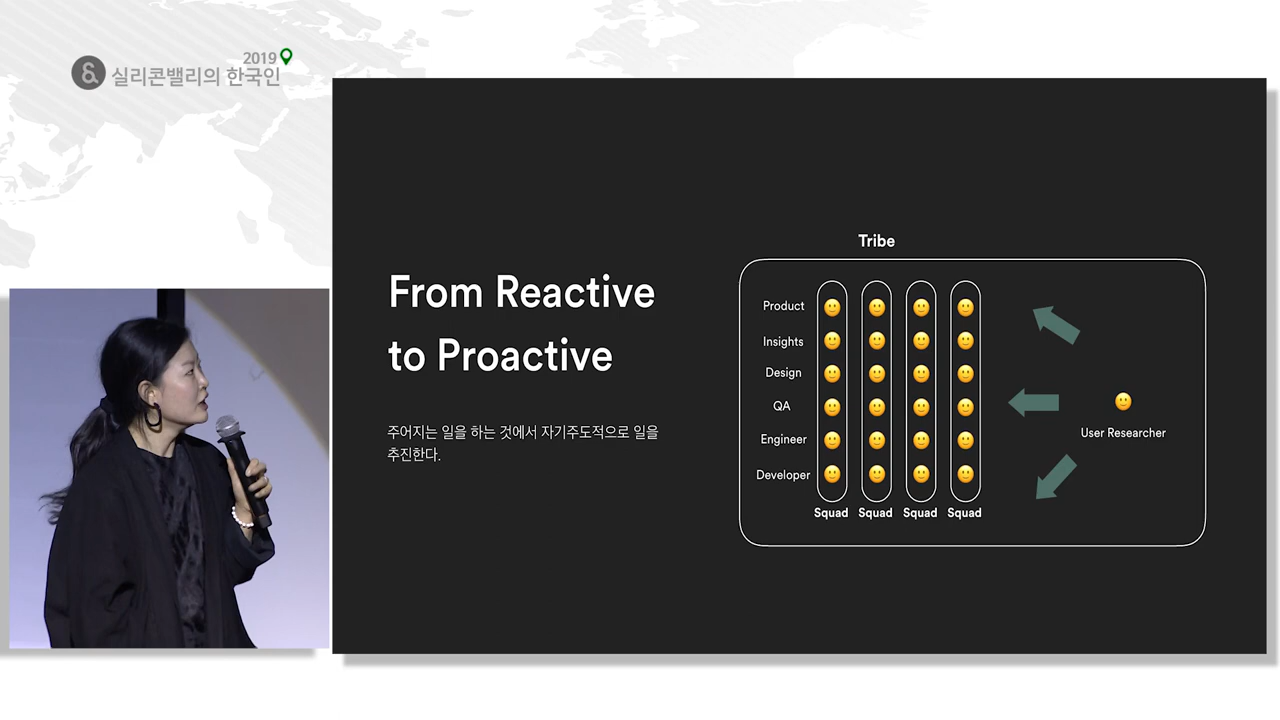 2019
& 실리콘밸리의 한국인
From Reactive
to Proactive
주어지는 일을 하는 것에서 자기주도적으로 일을
추진한다.
Tribe
Product
Insights
Design
QA
Engineer
Developer
Squad Squad Squad Squad
User Researcher